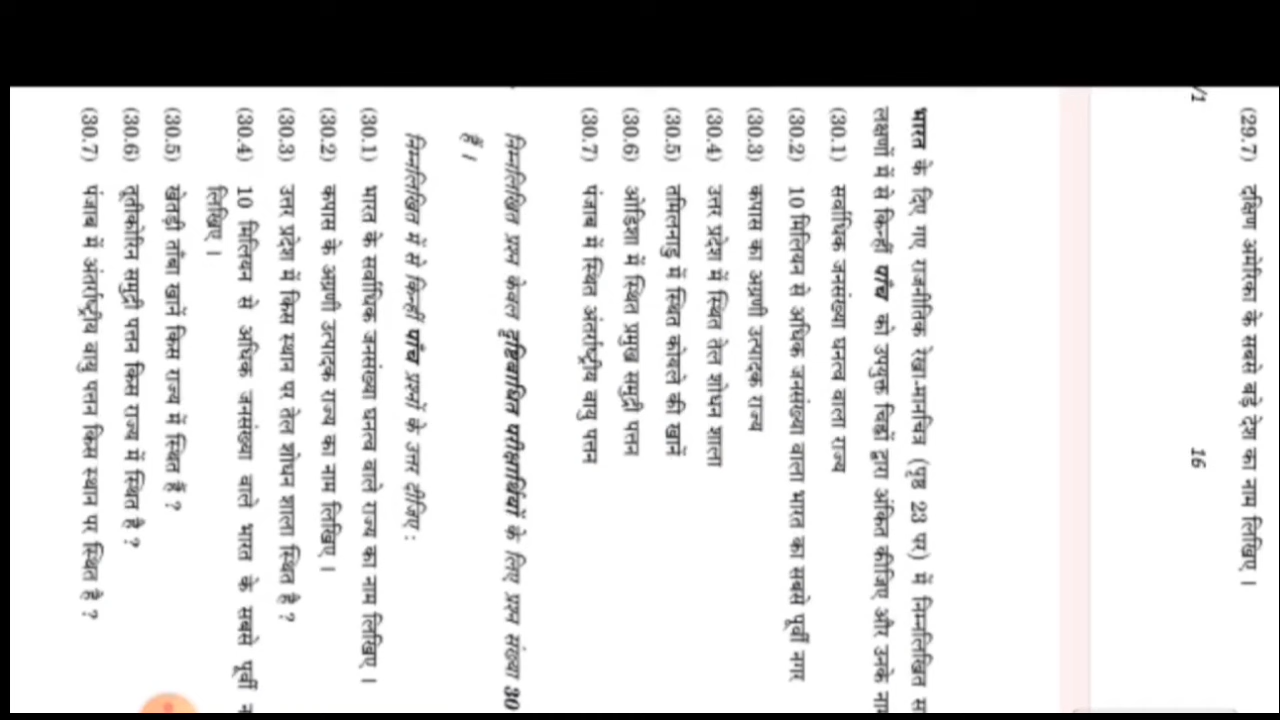 (29.7) दक्षिण अमेरिका के सबसे बड़े देश का नाम लिखिए ।
/1 16
भारत के दिए गए राजनीतिक रेखा-मानचित्र (पृष्ठ 23 पर) में निम्नलिखित
लक्षणों में से किन्हीं पाँच को उपयुक्त चिह्नों द्वारा अंकित कीजिए और उनके
(30.1) सर्वाधिक जनसंख्या घनत्व वाला राज्य
(30.2) 10 मिलियन से अधिक जनसंख्या वाला भारत का सबसे पूर्वी नगर
(30.3) कपास का अग्रणी उत्पादक राज्य
(30.4) उत्तर प्रदेश में स्थित तेल शोधन शाला
(30.5) तमिलनाडु में स्थित कोयले की खानें
(30.6) ओडिशा में स्थित प्रमुख समुद्री पत्तन
(30.7) पंजाब में स्थित अंतर्राष्ट्रीय वायु पत्तन
निम्नलिखित प्रश्न केवल दृष्टिबाधित परीक्षार्थियों के लिए प्रश्न संख्या 30
हैं ।
निम्नलिखित में से किन्हीं पाँच प्रश्नों के उत्तर दीजिए :
(30.1) भारत के सर्वाधिक जनसंख्या घनत्व वाले राज्य का नाम लिखिए ।
(30.2) कपास के अग्रणी उत्पादक राज्य का नाम लिखिए ।
(30.3) उत्तर प्रदेश में किस स्थान पर तेल शोधन शाला स्थित है ?
(30.4) 10 मिलियन से अधिक जनसंख्या वाले भारत के सबसे पूर्वी
लिखिए ।
(30.5) खेतड़ी ताँबा खानें किस राज्य में स्थित हैं ?
(30.6) तूतीकोरिन समुद्री पत्तन किस राज्य में स्थित है ?
(30.7) पंजाब में अंतर्राष्ट्रीय वायु पत्तन किस स्थान पर स्थित है ?